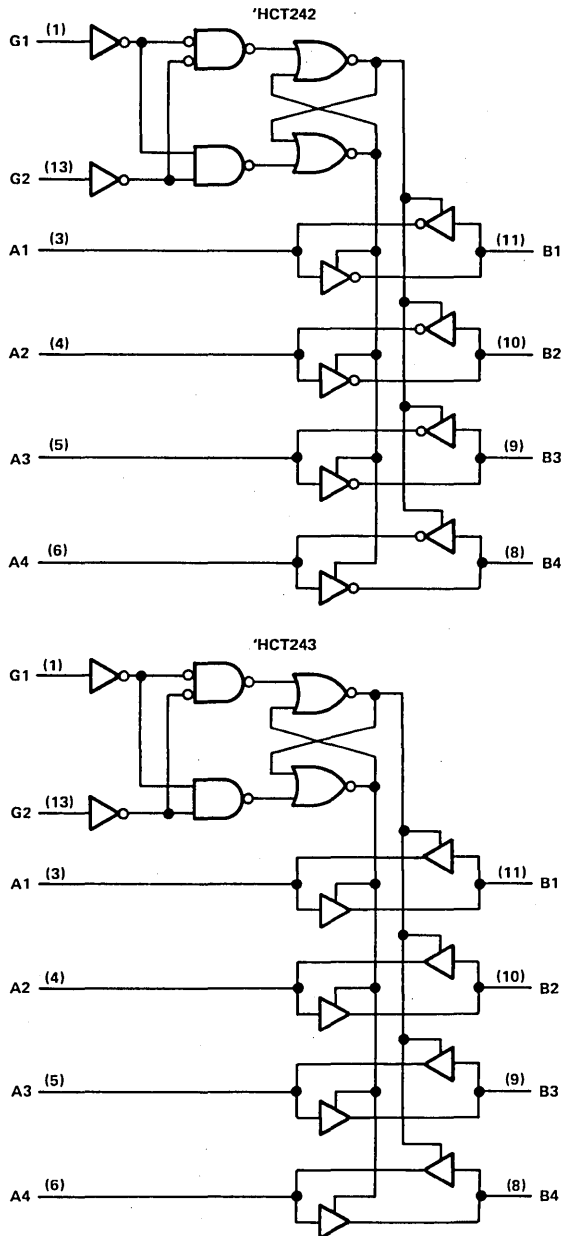 'HCT242
G1 (1)
G2 (13)
A1 (3) (11) B1
A2 (4) (10) B2
A3 (5) (9) B3
A4 (6) (8) B4
'HCT243
G1 (1)
G2 (13)
A1 (3) (11) B1
A2 (4) (10) B2
A3 (5) (9) B3
A4 (6) (8) B4